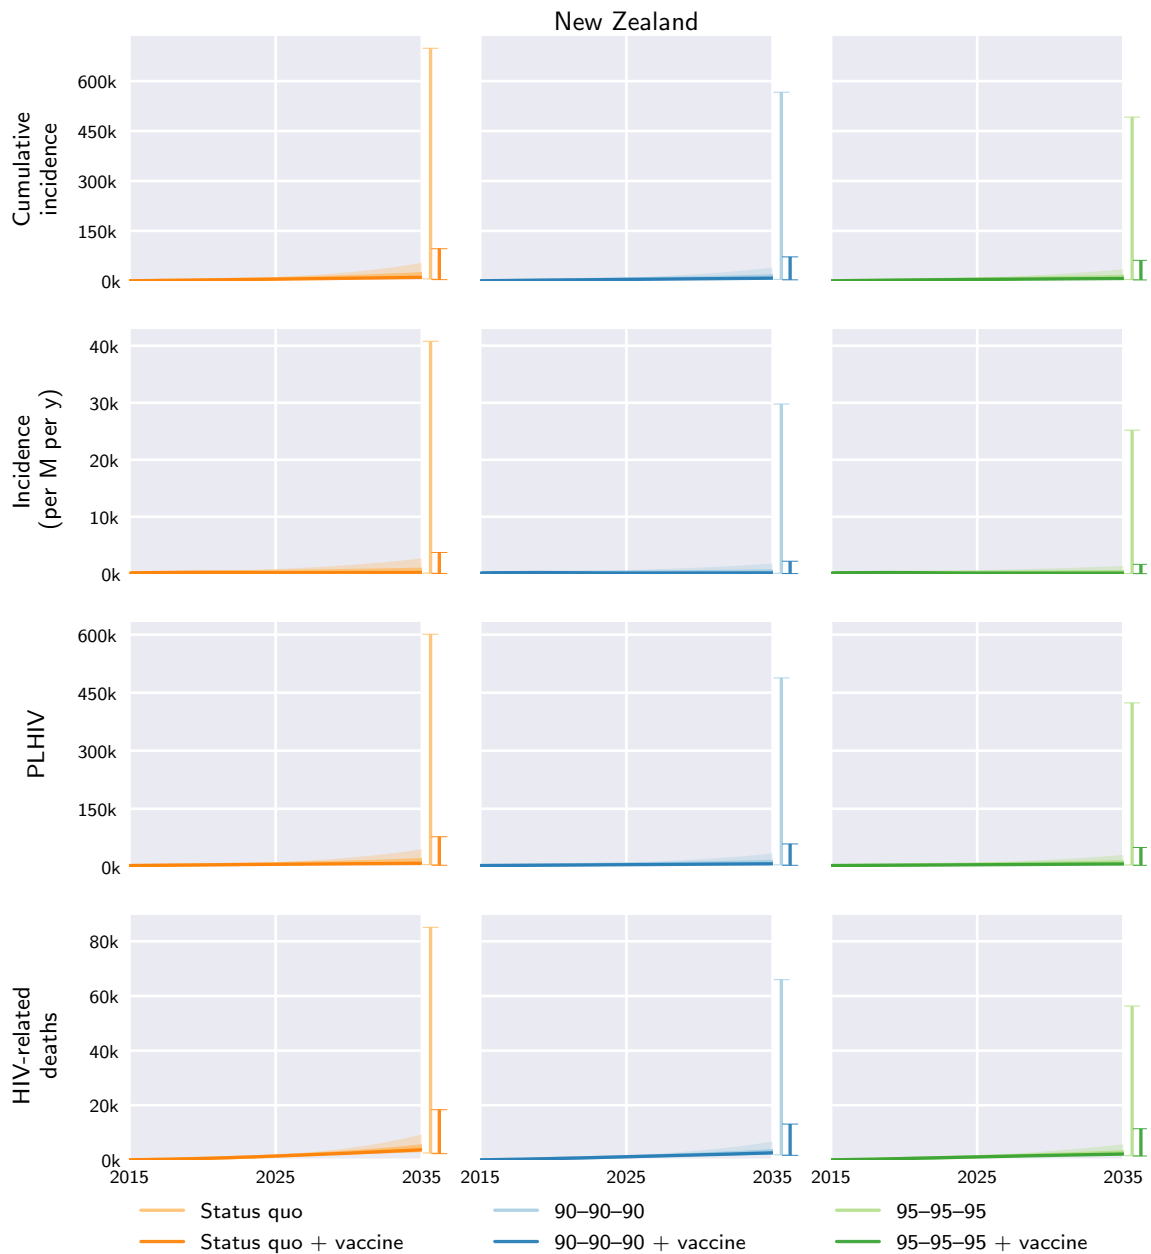 New Zealand
Cumulative
incidence
600k
450k
300k
150k
0k
Incidence
(per M per y)
40k
30k
20k
10k
0k
PLHIV
600k
450k
300k
150k
0k
HIV-related
deaths
80k
60k
40k
20k
0k
2015 2025 2035 2015 2025 2035 2015 2025 2035
Status quo 90–90–90 95–95–95
Status quo + vaccine 90–90–90 + vaccine 95–95–95 + vaccine